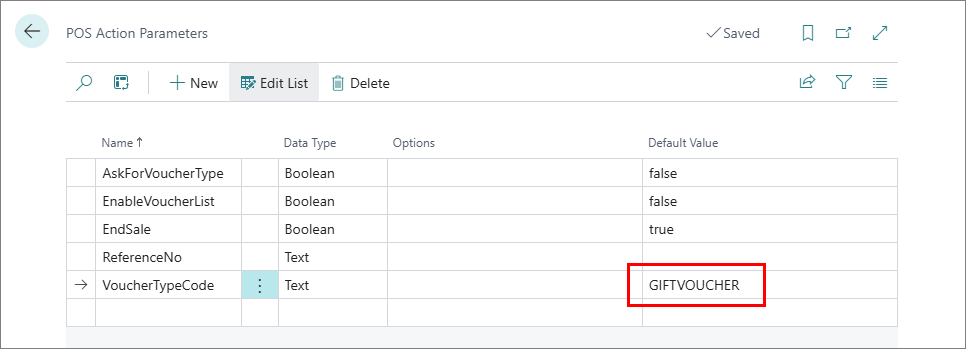 POS Action Parameters
Saved
New Edit List Delete
Name ↑ Data Type Options Default Value
AskForVoucherType Boolean false
EnableVoucherList Boolean false
EndSale Boolean true
ReferenceNo Text
VoucherTypeCode Text GIFTVOUCHER